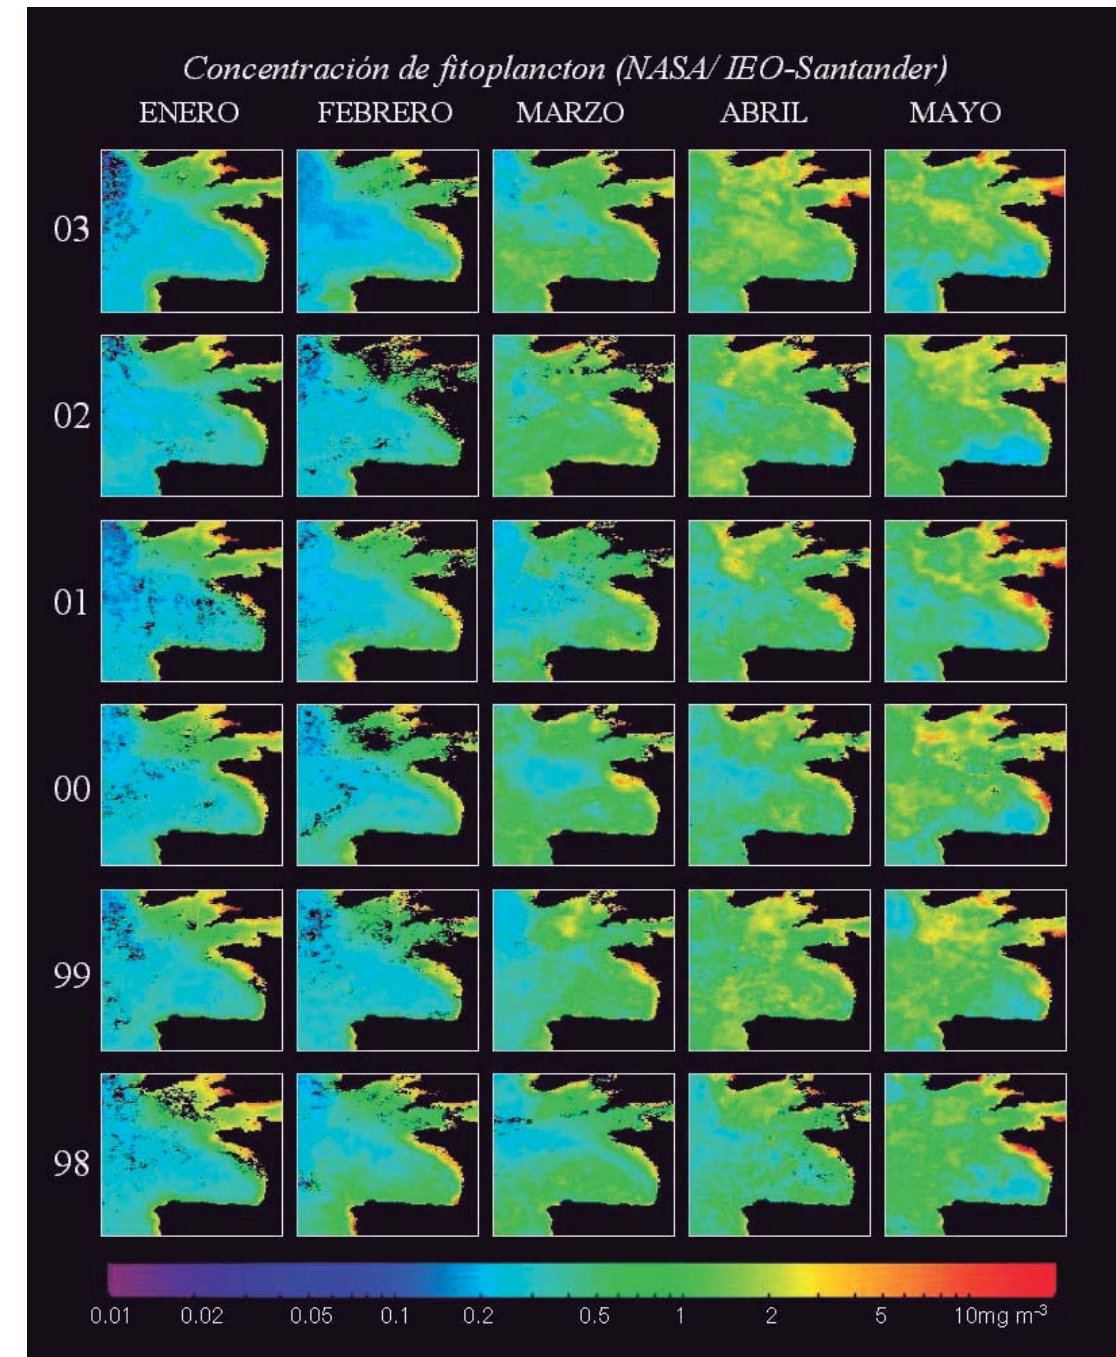 Concentración de fitoplancton (NASA/ IEO-Santander)
ENERO FEBRERO MARZO ABRIL MAYO
03
02
01
00
99
98
0.01 0.02 0.05 0.1 0.2 0.5 1 2 5 10mg m-3